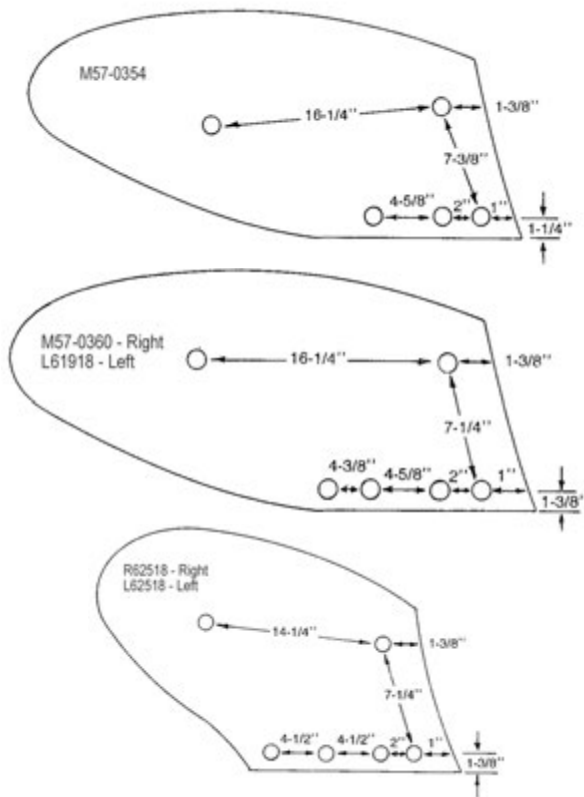 M57-0354
16-1/4"
1-3/8"
7-3/8"
4-5/8" 2" 1"
1-1/4"
M57-0360 - Right
L61918 - Left
16-1/4"
1-3/8"
7-1/4"
4-3/8" 4-5/8" 2" 1"
1-3/8"
R62518 - Right
L62518 - Left
14-1/4"
1-3/8"
7-1/4"
4-1/2" 4-1/2" 2" 1"
1-3/8"